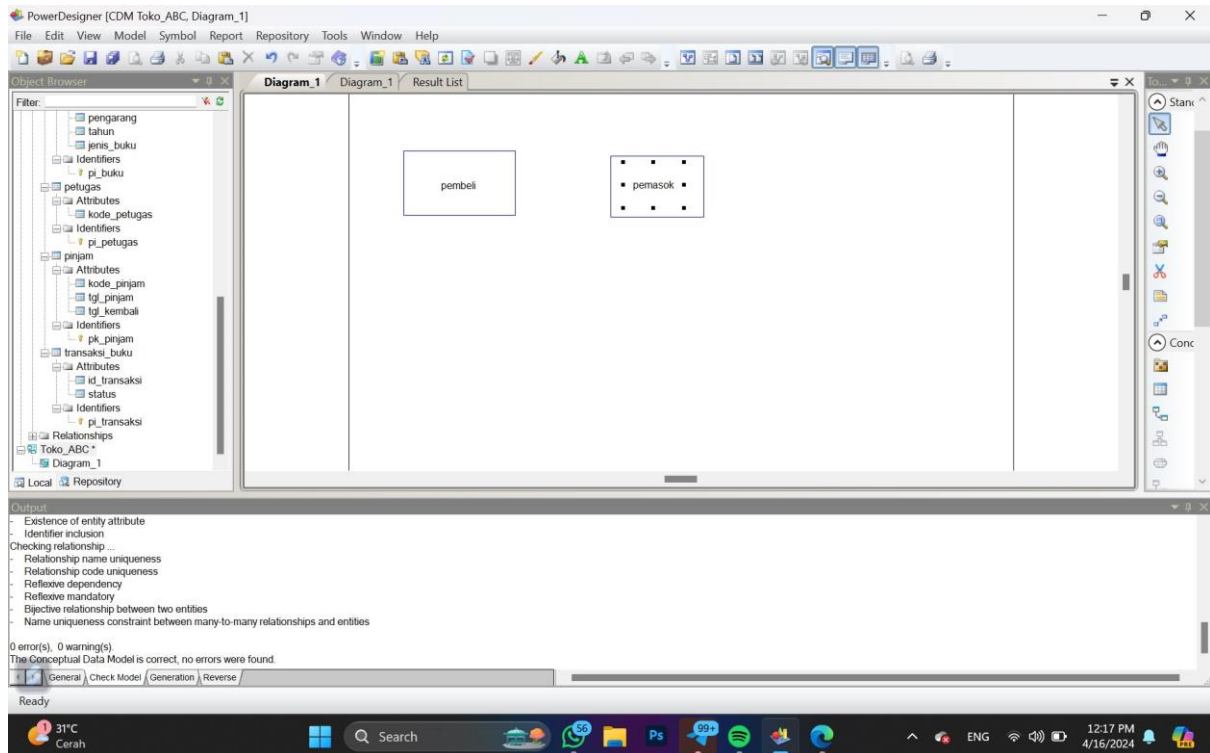 PowerDesigner [CDM Toko_ABC, Diagram_1]
File Edit View Model Symbol Report Repository Tools Window Help
Object Browser
Filter:
pengarang
tahun
jenis_buku
Identifiers
pi_buku
petugas
Attributes
kode_petugas
Identifiers
pi_petugas
pinjam
Attributes
kode_pinjam
tgl_pinjam
tgl_kembali
Identifiers
pk_pinjam
transaksi_buku
Attributes
id_transaksi
status
Identifiers
pi_transaksi
Relationships
Toko_ABC *
Diagram_1
Local Repository
Diagram_1 Diagram_1 Result List
pembeli pemasok
To...
Stanc
Conc
Output
- Existence of entity attribute
- Identifier inclusion
Checking relationship ...
- Relationship name uniqueness
- Relationship code uniqueness
- Reflexive dependency
- Reflexive mandatory
- Bijective relationship between two entities
- Name uniqueness constraint between many-to-many relationships and entities
0 error(s), 0 warning(s).
The Conceptual Data Model is correct, no errors were found.
General Check Model Generation Reverse
Ready
1 31°C
Cerah
Search
56
Ps
99+
ENG
12:17 PM
4/16/2024
PRE